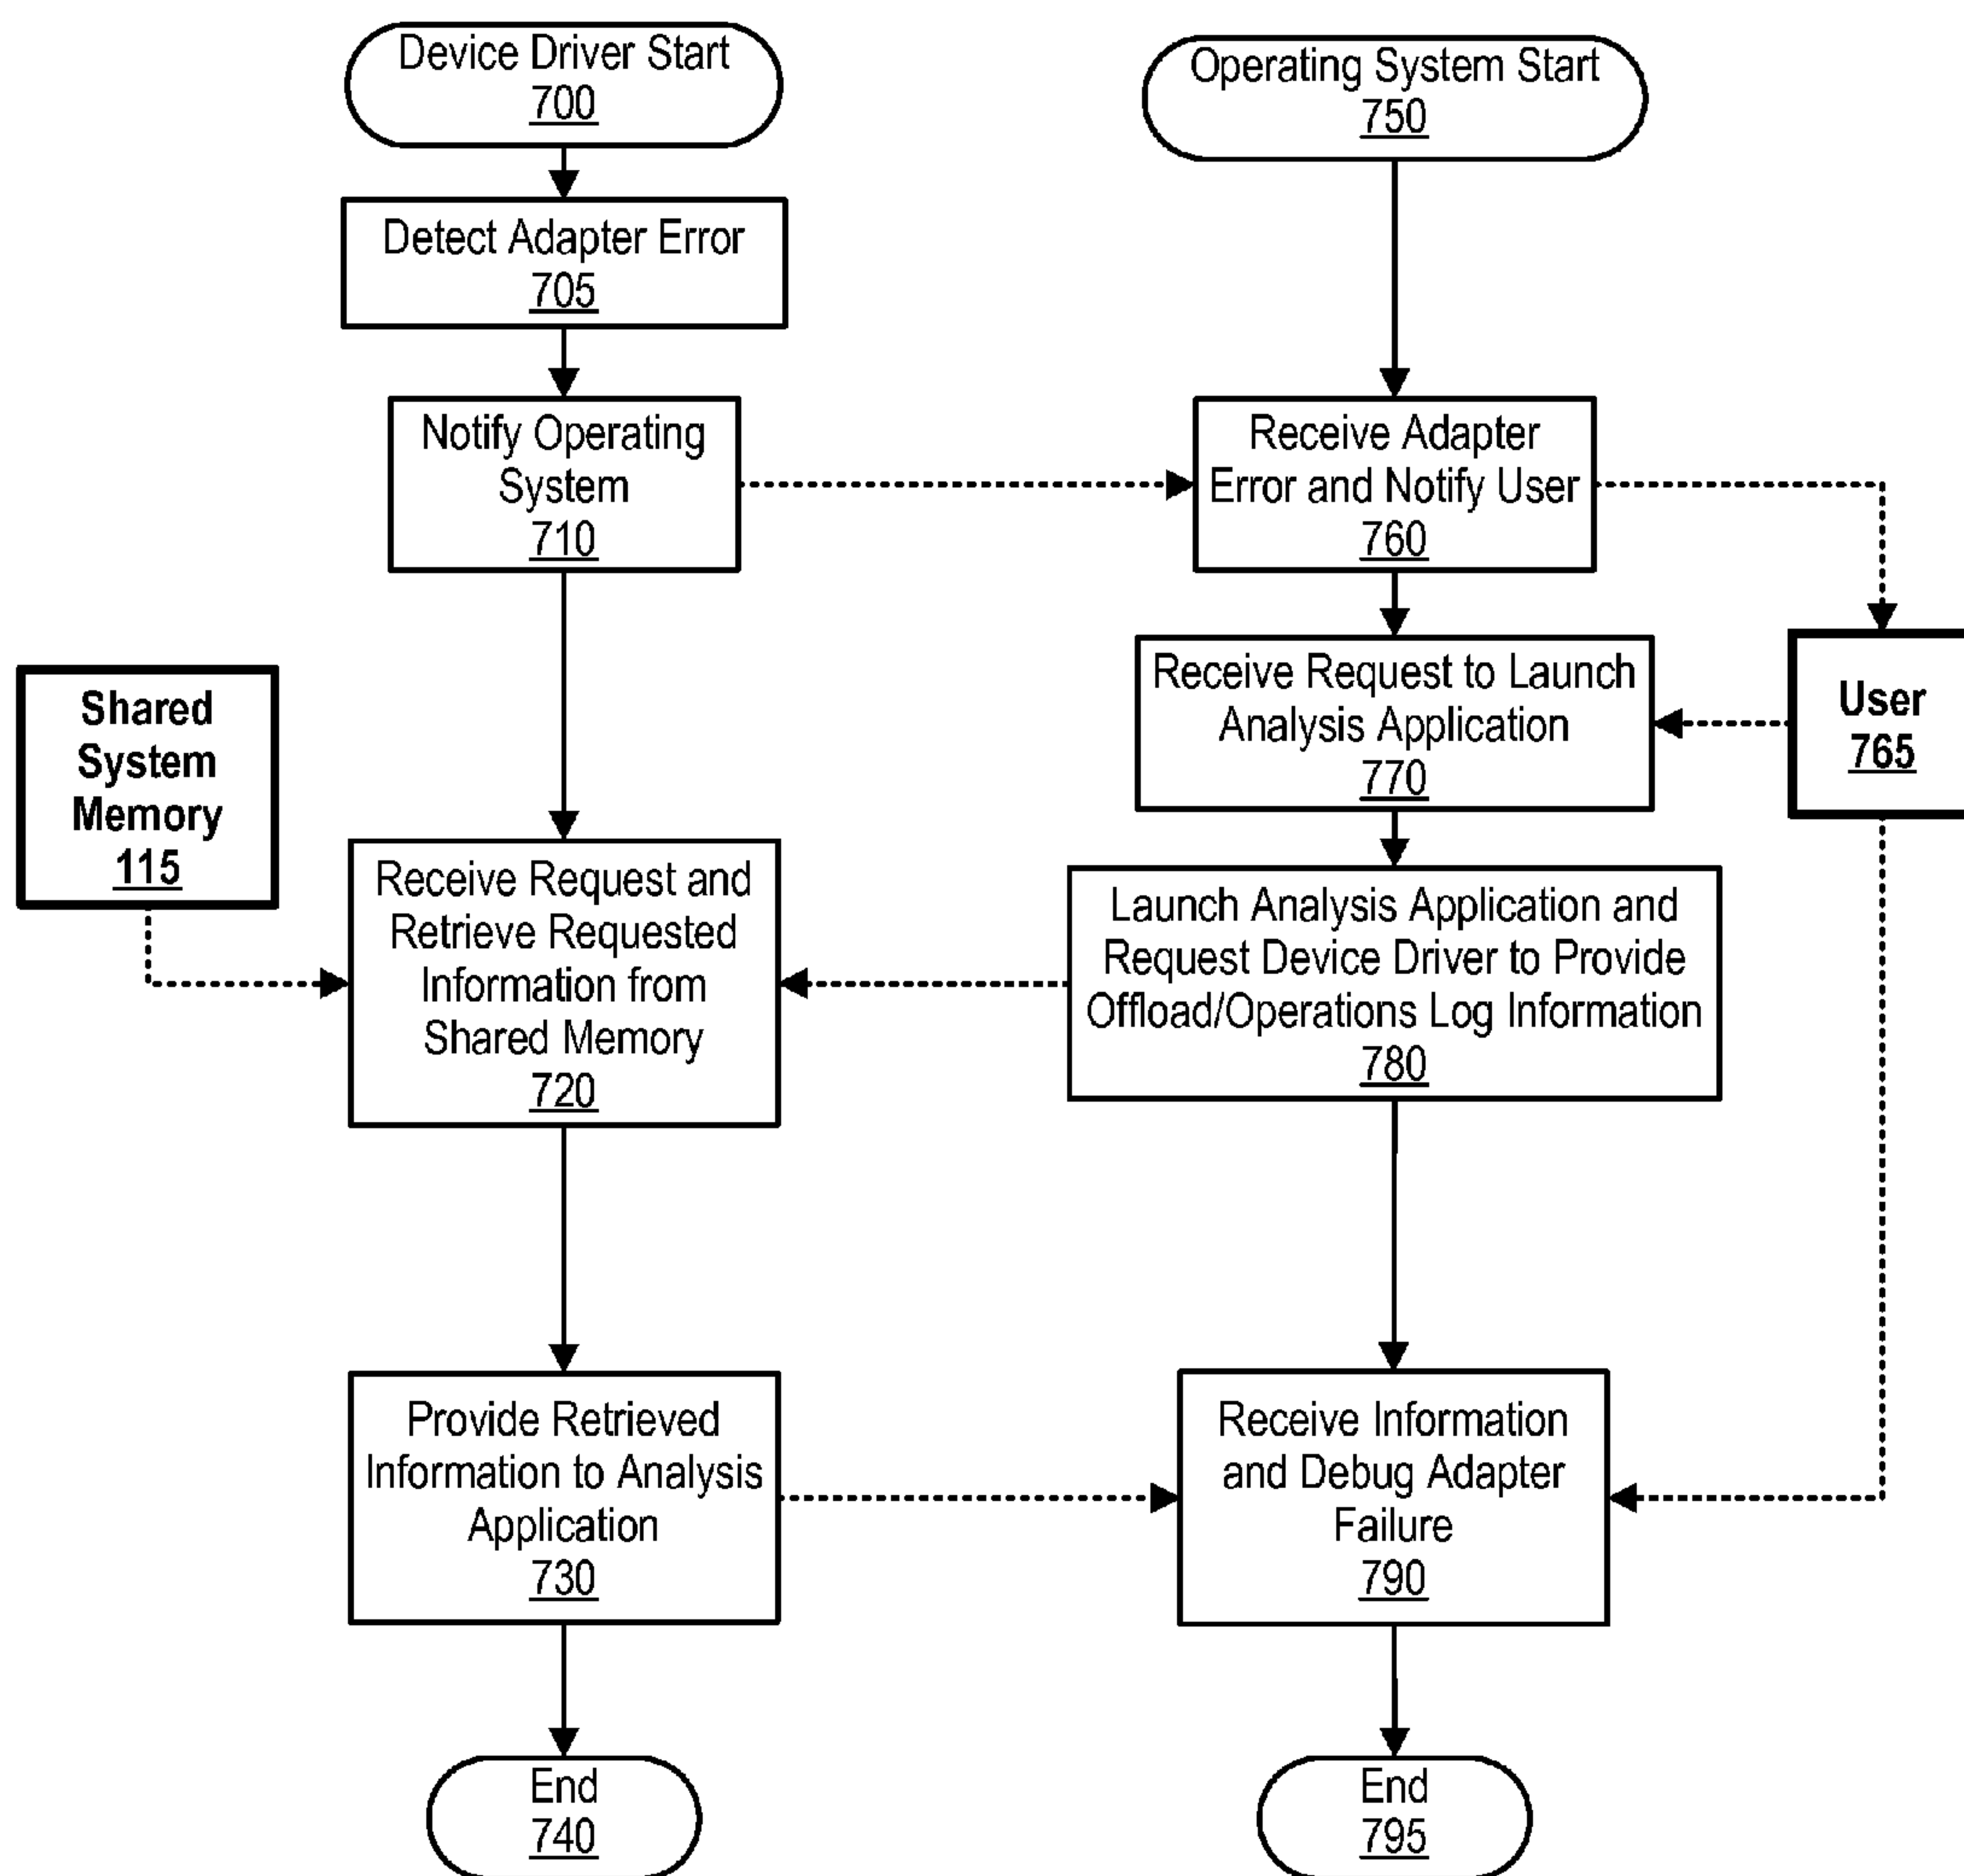 Device Driver Start
700
Operating System Start
750
Detect Adapter Error
705
Notify Operating
System
710
Receive Adapter
Error and Notify User
760
Shared
System
Memory
115
Receive Request to Launch
Analysis Application
770
User
765
Receive Request and
Retrieve Requested
Information from
Shared Memory
720
Launch Analysis Application and
Request Device Driver to Provide
Offload/Operations Log Information
780
Provide Retrieved
Information to Analysis
Application
730
Receive Information
and Debug Adapter
Failure
790
End
740
End
795